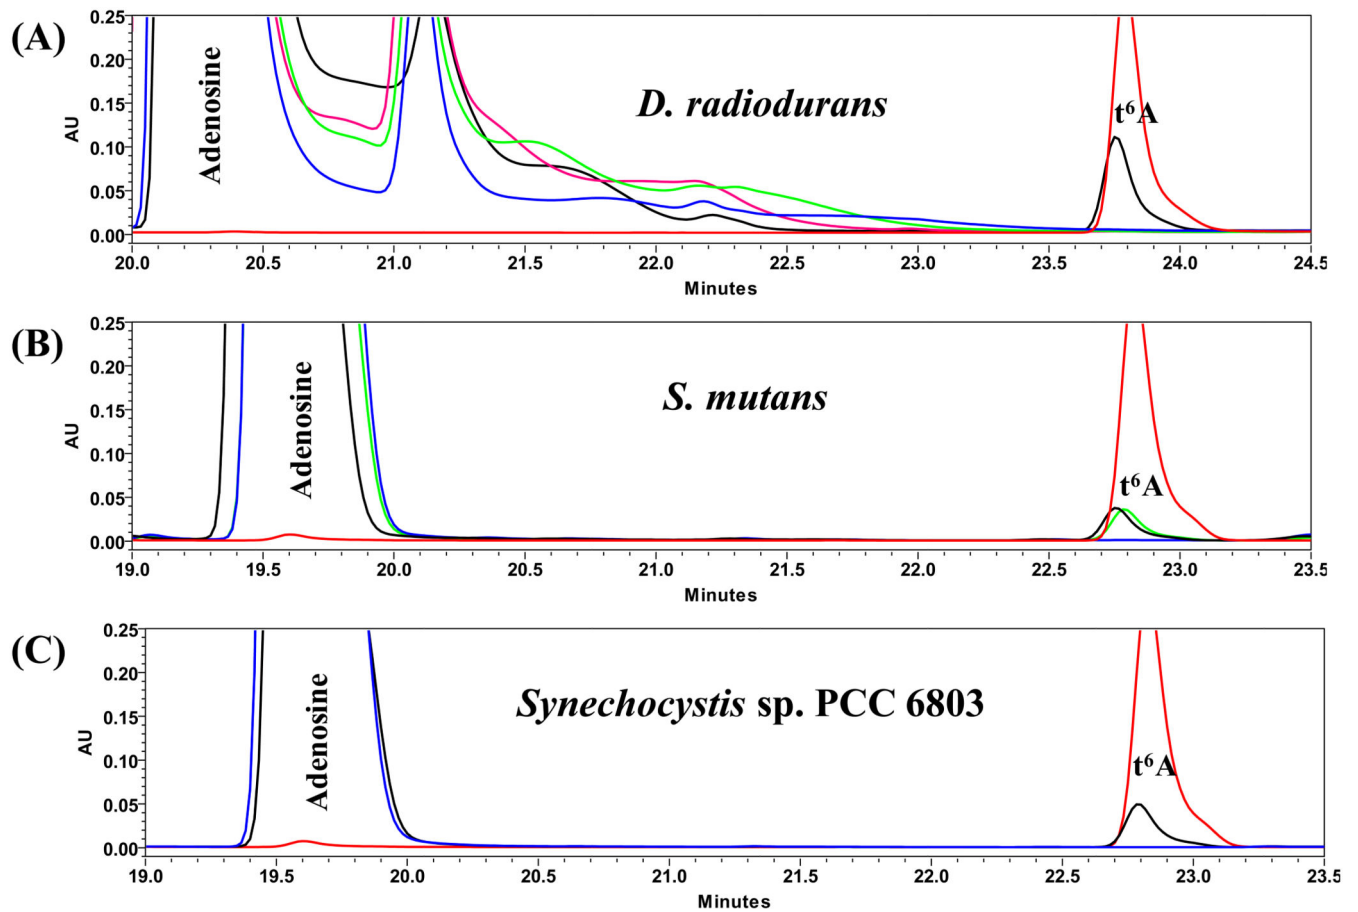 (A)
0.25
0.20
0.15
0.10
0.05
0.00
AU
Adenosine
D. radiodurans
t⁶A
20.0 20.5 21.0 21.5 22.0 22.5 23.0 23.5 24.0 24.5
Minutes
(B)
0.25
0.20
0.15
0.10
0.05
0.00
AU
Adenosine
S. mutans
t⁶A
19.0 19.5 20.0 20.5 21.0 21.5 22.0 22.5 23.0 23.5
Minutes
(C)
0.25
0.20
0.15
0.10
0.05
0.00
AU
Adenosine
Synechocystis sp. PCC 6803
t⁶A
19.0 19.5 20.0 20.5 21.0 21.5 22.0 22.5 23.0 23.5
Minutes